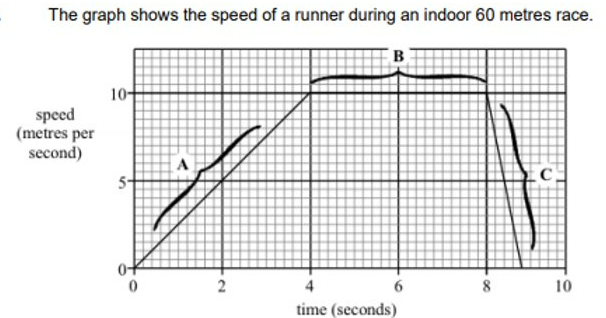 The graph shows the speed of a runner during an indoor 60 metres race.
B
10
speed
(metres per
second)
A
C
5
0
0 2 4 6 8 10
time (seconds)